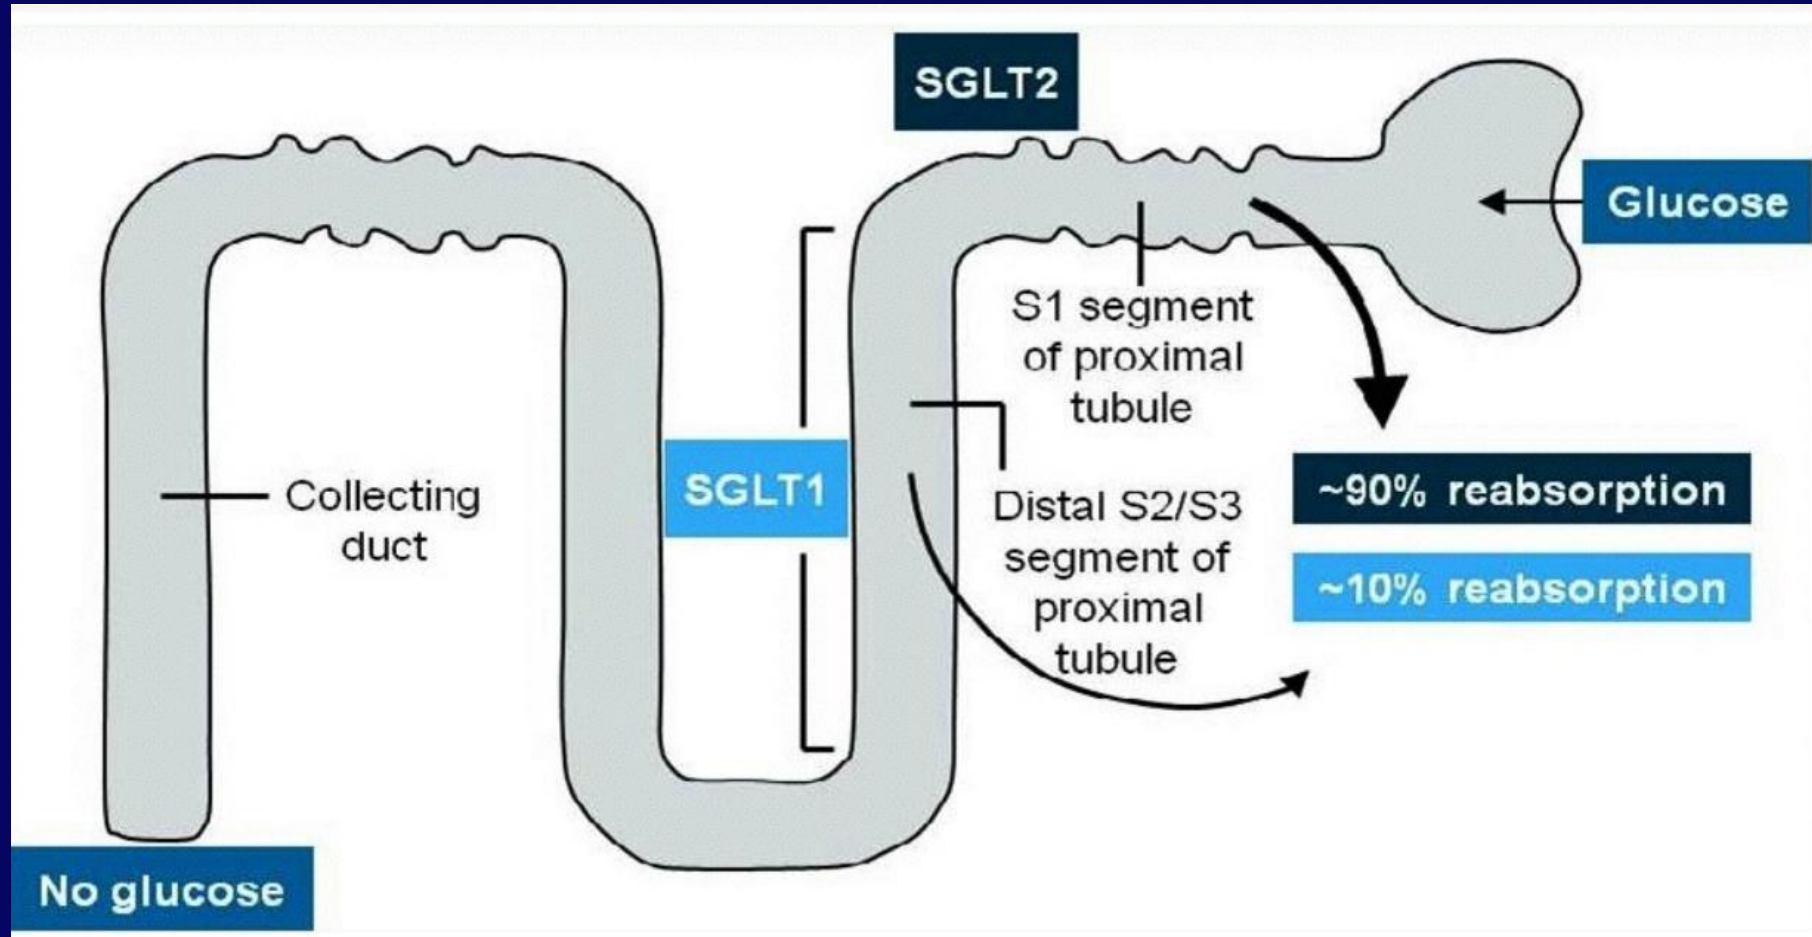 SGLT2
Glucose
S1 segment
of proximal
tubule
SGLT1
Collecting
duct
Distal S2/S3
segment of
proximal
tubule
~90% reabsorption
~10% reabsorption
No glucose